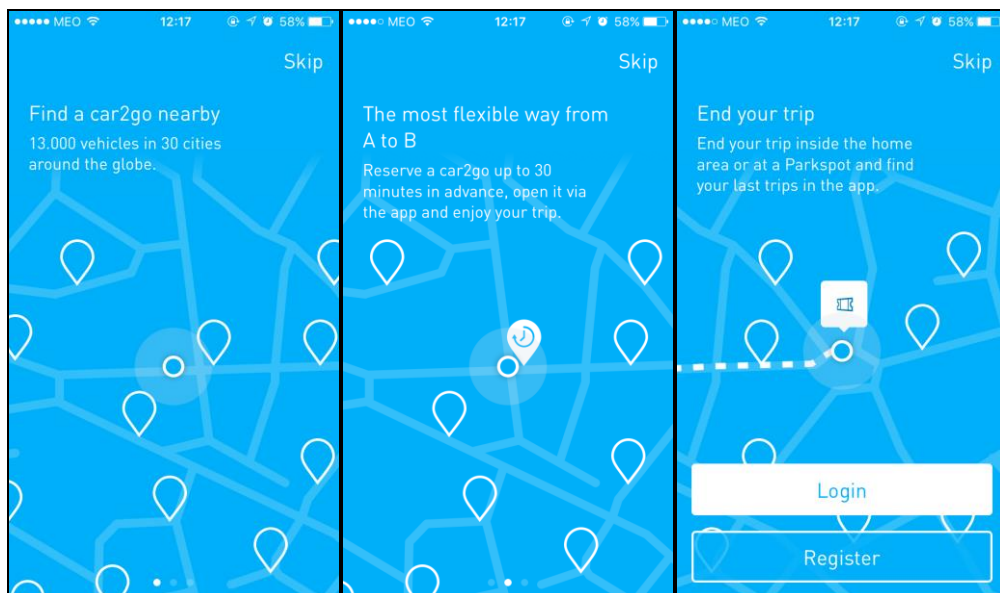 MEO 12:17 58%
Skip
Find a car2go nearby
13.000 vehicles in 30 cities
around the globe.
MEO 12:17 58%
Skip
The most flexible way from
A to B
Reserve a car2go up to 30
minutes in advance, open it via
the app and enjoy your trip.
MEO 12:17 58%
Skip
End your trip
End your trip inside the home
area or at a Parkspot and find
your last trips in the app.
Login
Register